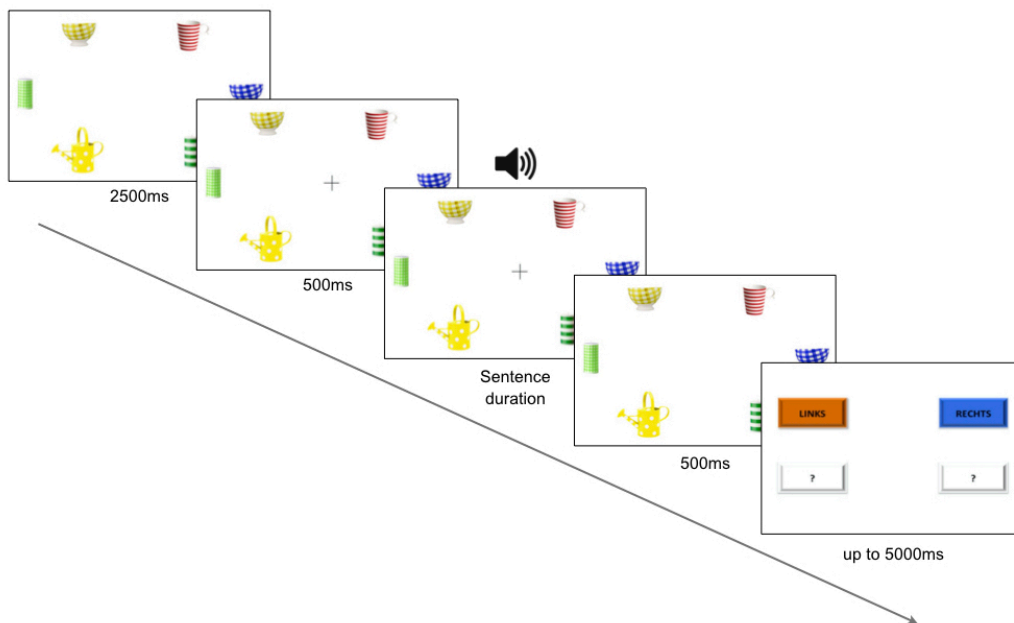 2500ms
500ms
Sentence
duration
500ms
LINKS
RECHTS
?
?
up to 5000ms